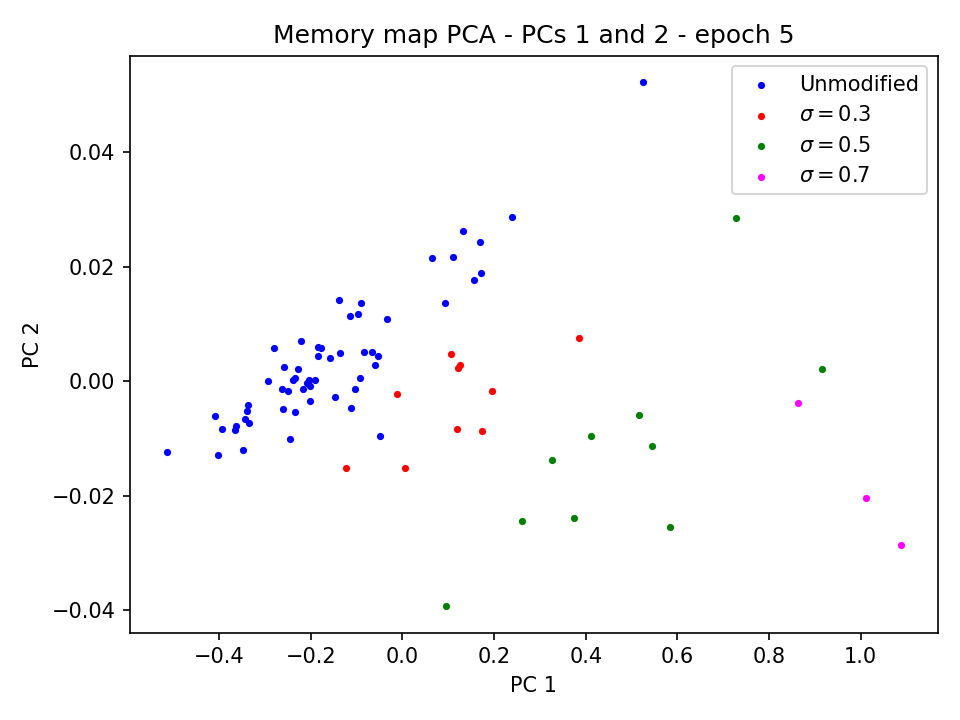 Memory map PCA - PCs 1 and 2 - epoch 5
Unmodified
σ = 0.3
σ = 0.5
σ = 0.7
0.04
0.02
0.00
−0.02
−0.04
PC 2
−0.4 −0.2 0.0 0.2 0.4 0.6 0.8 1.0
PC 1